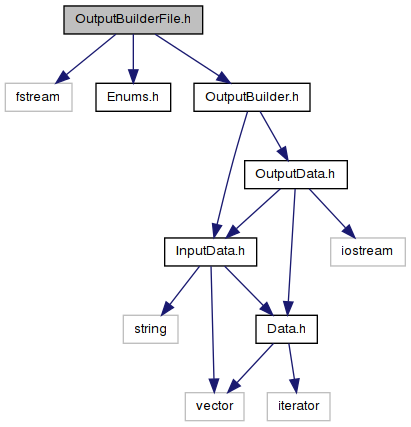 OutputBuilderFile.h
fstream
Enums.h
OutputBuilder.h
OutputData.h
InputData.h
iostream
string
Data.h
vector
iterator